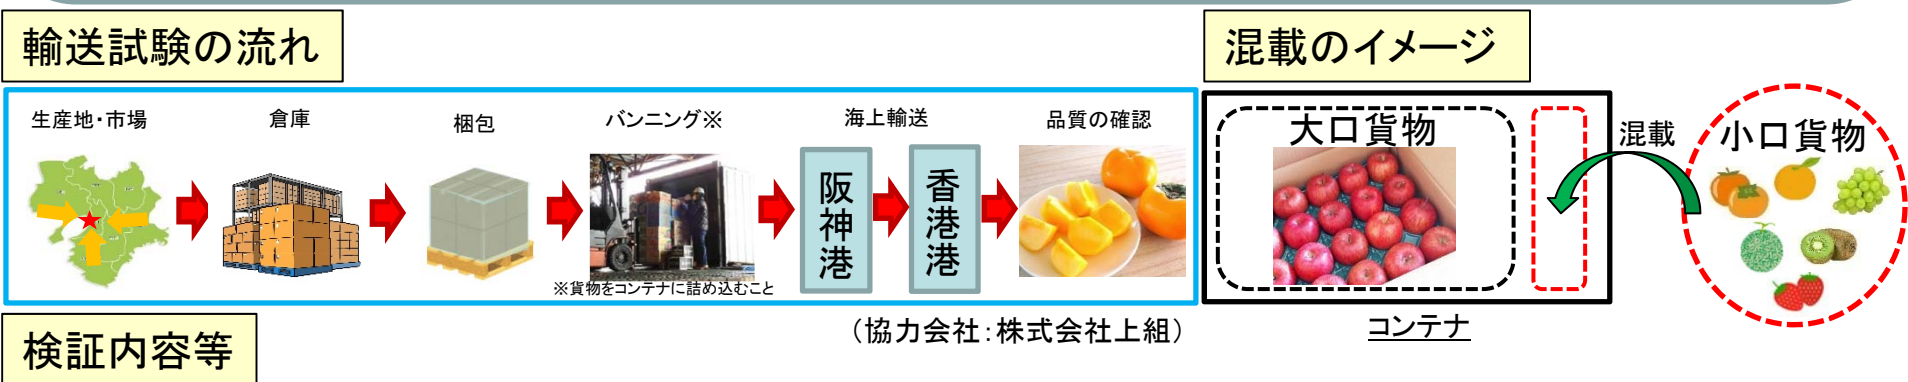 輸送試験の流れ
生産地・市場
倉庫
梱包
バンニング※
※貨物をコンテナに詰め込むこと
海上輸送
阪神港
香港港
品質の確認
（協力会社：株式会社上組）
混載のイメージ
大口貨物
混載
小口貨物
コンテナ
検証内容等